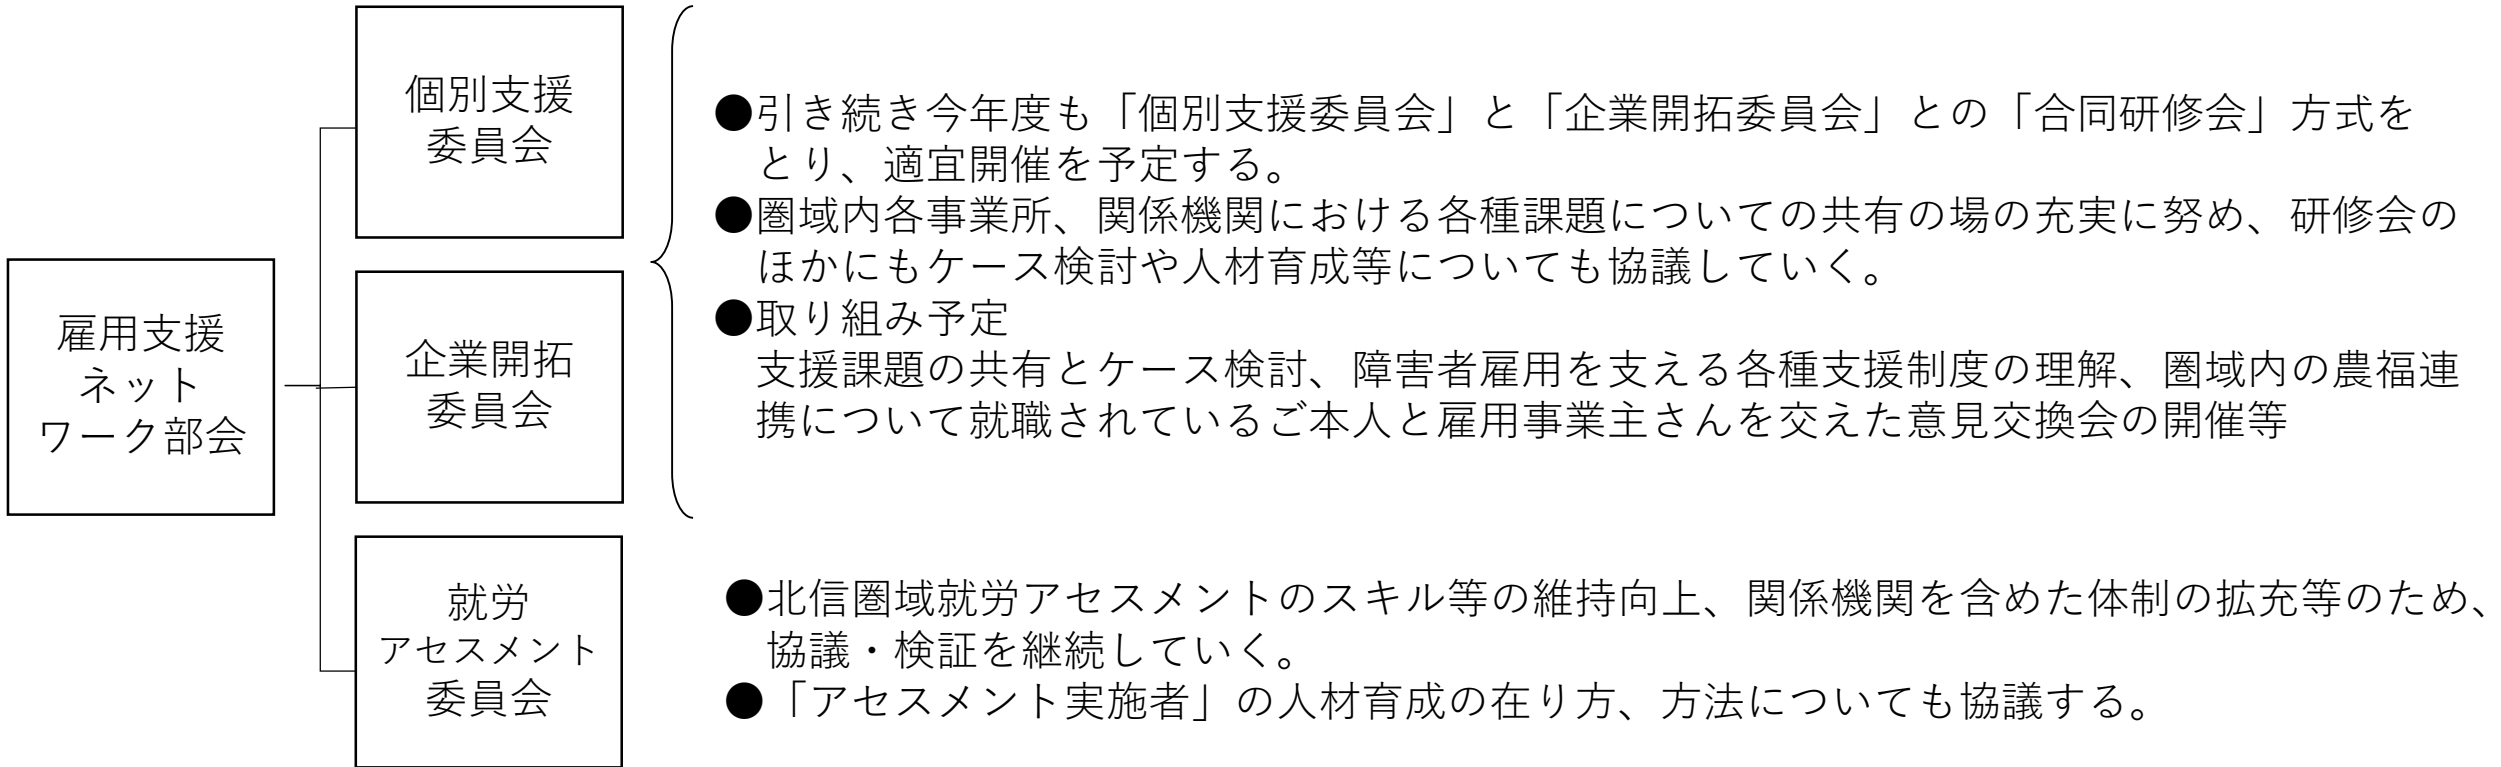 雇用支援
ネット
ワーク部会
個別支援
委員会
企業開拓
委員会
●引き続き今年度も「個別支援委員会」と「企業開拓委員会」との「合同研修会」方式を
とり、適宜開催を予定する。
●圏域内各事業所、関係機関における各種課題についての共有の場の充実に努め、研修会の
ほかにもケース検討や人材育成等についても協議していく。
●取り組み予定
支援課題の共有とケース検討、障害者雇用を支える各種支援制度の理解、圏域内の農福連
携について就職されているご本人と雇用事業主さんを交えた意見交換会の開催等
就労
アセスメント
委員会
●北信圏域就労アセスメントのスキル等の維持向上、関係機関を含めた体制の拡充等のため、
協議・検証を継続していく。
●「アセスメント実施者」の人材育成の在り方、方法についても協議する。